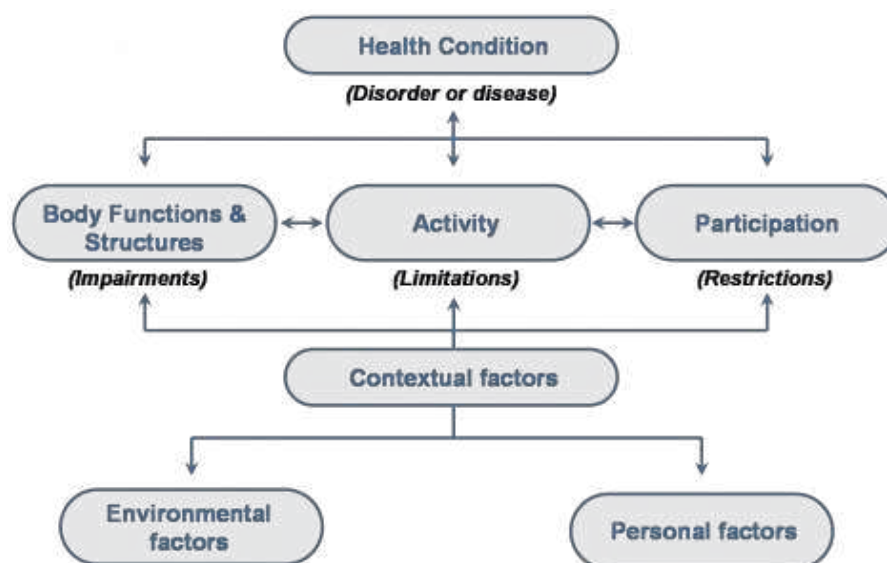 Health Condition
(Disorder or disease)
Body Functions &
Structures
Activity
Participation
(Impairments)
(Limitations)
(Restrictions)
Contextual factors
Environmental
factors
Personal factors